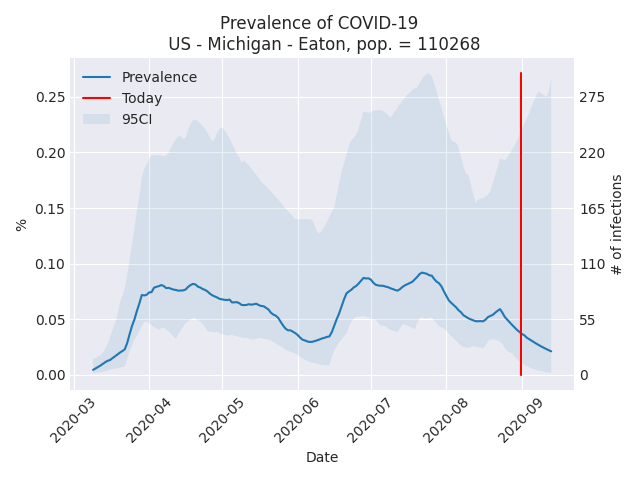 Prevalence of COVID-19
US - Michigan - Eaton, pop. = 110268
Prevalence
Today
95CI
0.25
0.20
0.15
0.10
0.05
0.00
%
275
220
165
110
55
0
# of infections
2020-03
2020-04
2020-05
2020-06
2020-07
2020-08
2020-09
Date